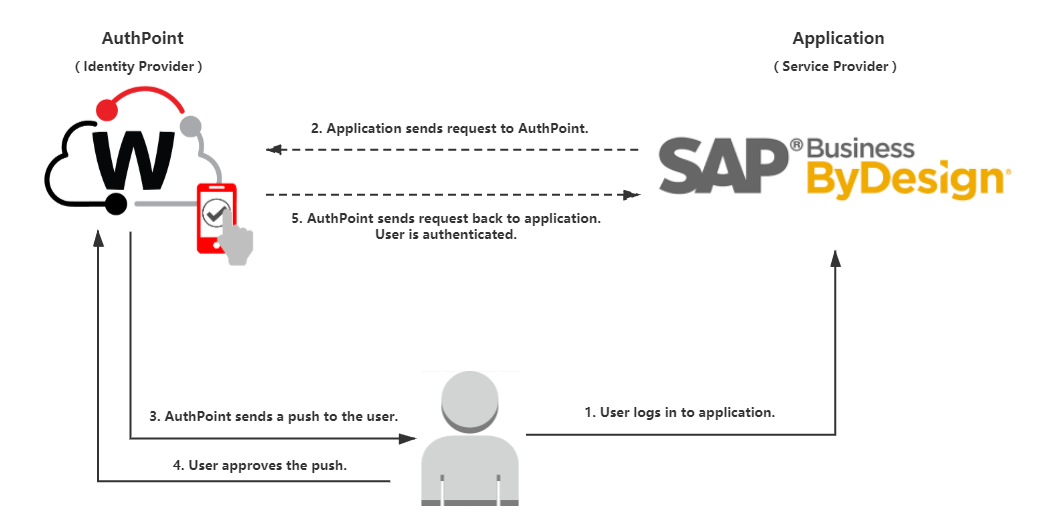 AuthPoint
( Identity Provider )
Application
( Service Provider )
W
2. Application sends request to AuthPoint.
SAP® Business
ByDesign
5. AuthPoint sends request back to application.
User is authenticated.
3. AuthPoint sends a push to the user.
1. User logs in to application.
4. User approves the push.